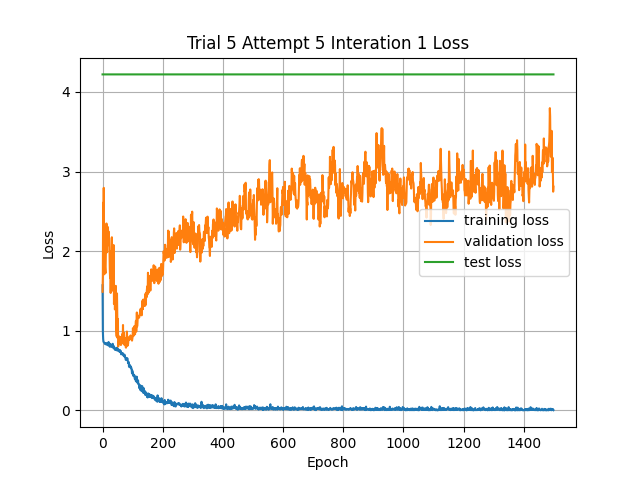 Trial 5 Attempt 5 Interation 1 Loss
Loss
4
3
2
1
0
training loss
validation loss
test loss
0 200 400 600 800 1000 1200 1400
Epoch